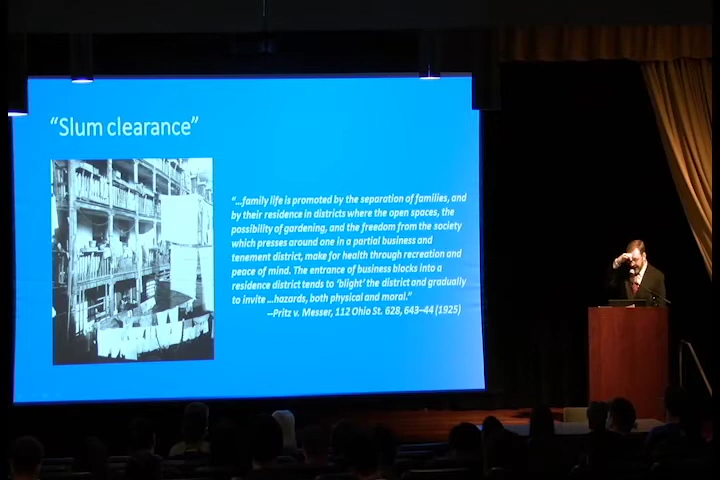 “Slum clearance”
“...family life is promoted by the separation of families, and
by their residence in districts where the open spaces, the
possibility of gardening, and the freedom from the society
which presses around one in a partial business and
tenement district, make for health through recreation and
peace of mind. The entrance of business blocks into a
residence district tends to ‘blight’ the district and gradually
to invite ...hazards, both physical and moral.”
–Pritz v. Messer, 112 Ohio St. 628, 643–44 (1925)